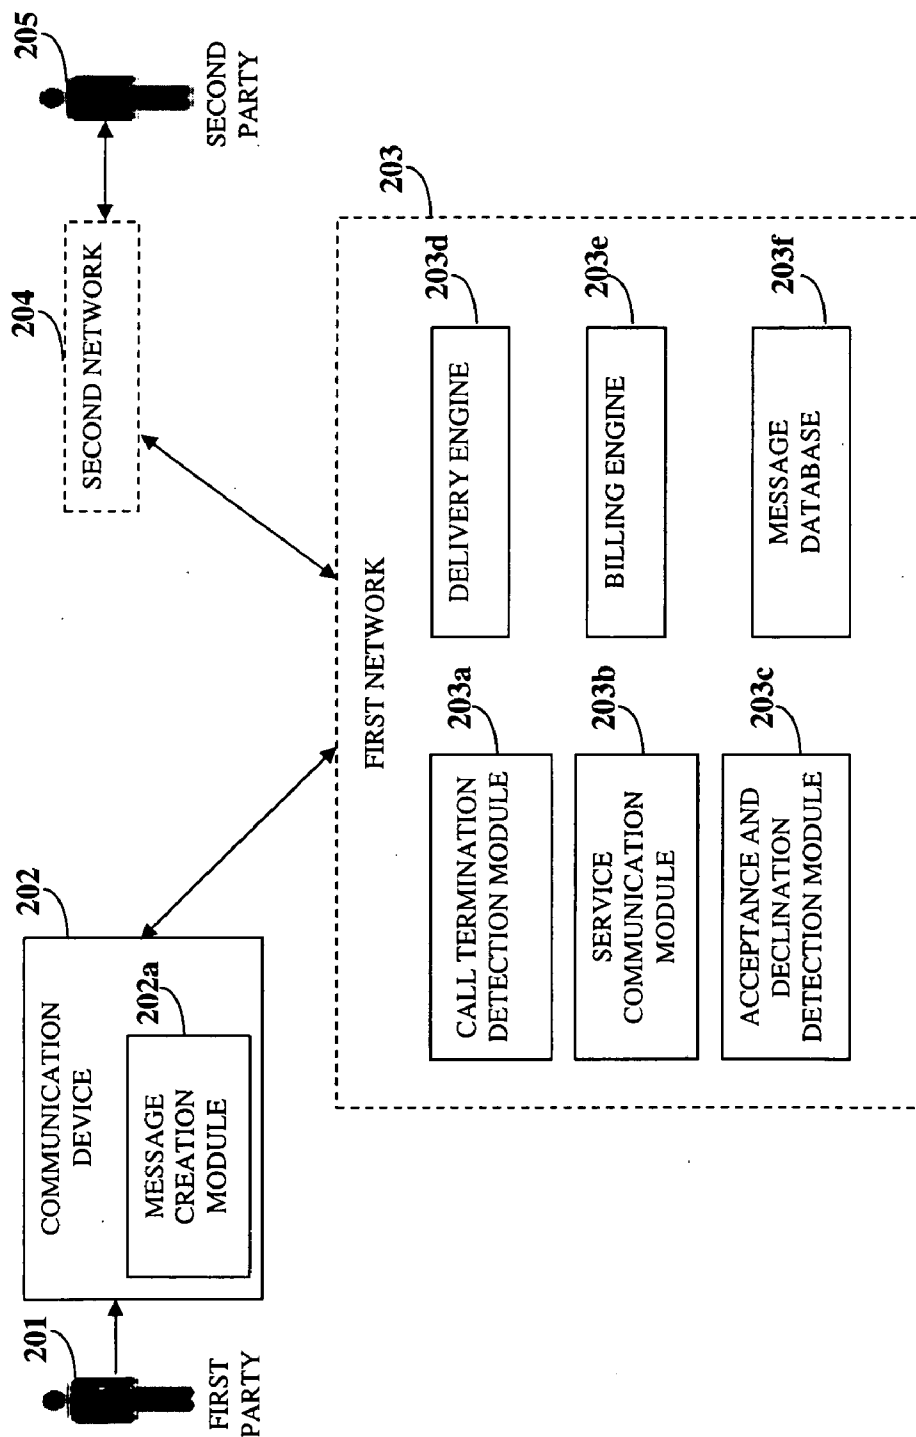 201
FIRST
PARTY
202
COMMUNICATION
DEVICE
202a
MESSAGE
CREATION
MODULE
204
SECOND NETWORK
205
SECOND
PARTY
203
FIRST NETWORK
203a
CALL TERMINATION
DETECTION MODULE
203b
SERVICE
COMMUNICATION
MODULE
203c
ACCEPTANCE AND
DECLINATION
DETECTION MODULE
203d
DELIVERY ENGINE
203e
BILLING ENGINE
203f
MESSAGE
DATABASE